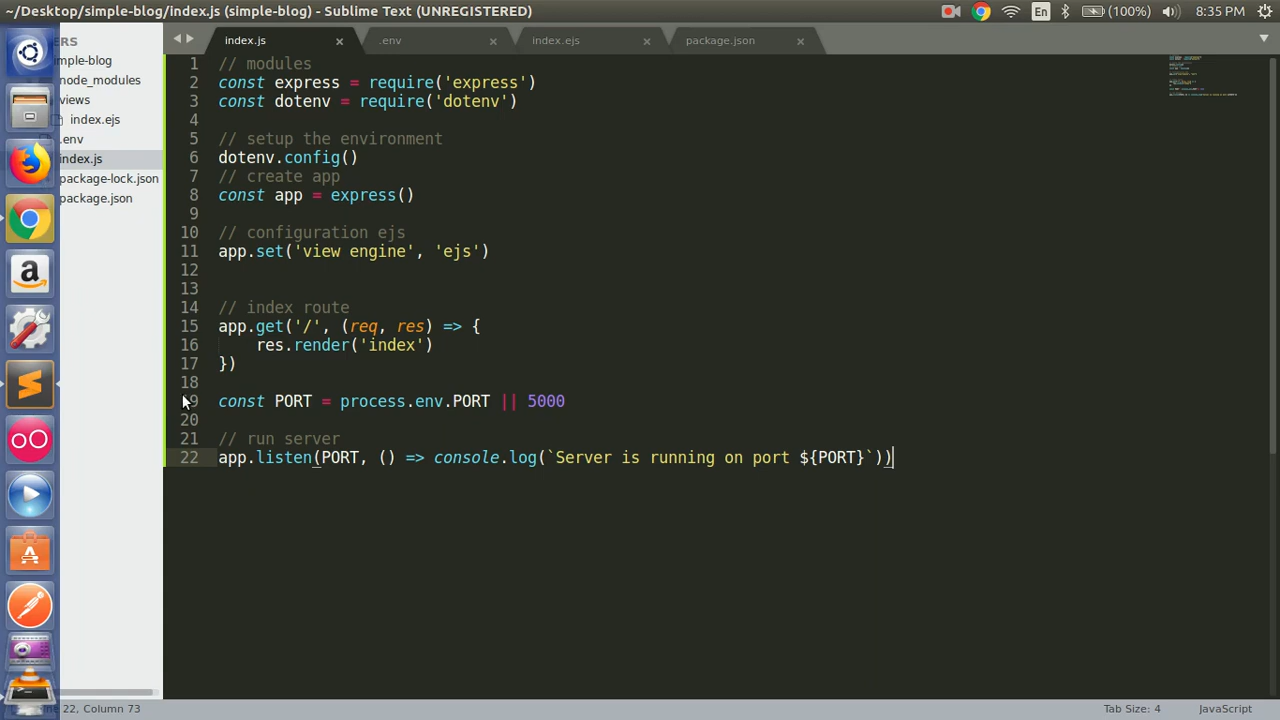 ~/Desktop/simple-blog/index.js (simple-blog) - Sublime Text (UNREGISTERED)
En
(100%)
8:35 PM
index.js
.env
index.ejs
package.json
ERS
mple-blog
node_modules
views
index.ejs
.env
index.js
package-lock.json
package.json
1 // modules
2 const express = require('express')
3 const dotenv = require('dotenv')
4
5 // setup the environment
6 dotenv.config()
7 // create app
8 const app = express()
9
10 // configuration ejs
11 app.set('view engine', 'ejs')
12
13
14 // index route
15 app.get('/', (req, res) => {
16 res.render('index')
17 })
18
19 const PORT = process.env.PORT || 5000
20
21 // run server
22 app.listen(PORT, () => console.log(`Server is running on port ${PORT}`))
22, Column 73
Tab Size: 4
JavaScript